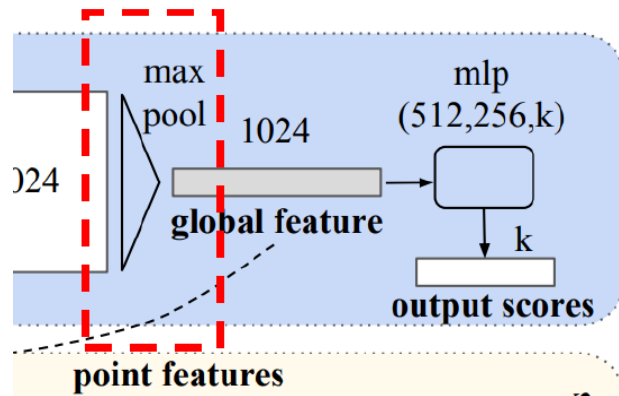 max
pool
1024
mlp
(512,256,k)
024
global feature
k
output scores
point features